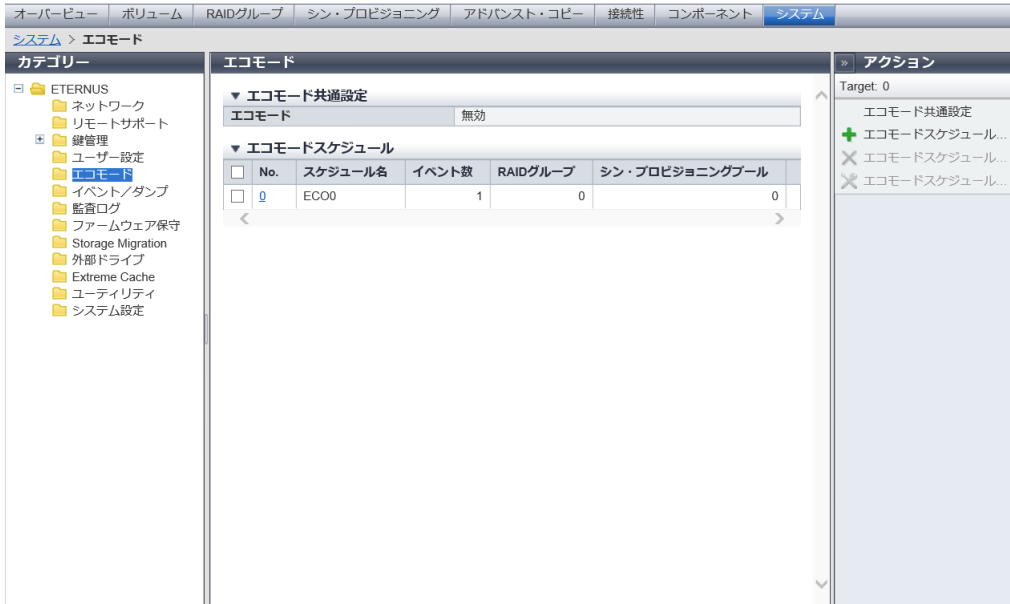 オーバービュー ボリューム RAIDグループ シン・プロビジョニング アドバンスト・コピー 接続性 コンポーネント システム
システム > エコモード
カテゴリー
ETERNUS
ネットワーク
リモートサポート
鍵管理
ユーザー設定
エコモード
イベント／ダンプ
監査ログ
ファームウェア保守
Storage Migration
外部ドライブ
Extreme Cache
ユーティリティ
システム設定
エコモード
▼ エコモード共通設定
エコモード 無効
▼ エコモードスケジュール
No. スケジュール名 イベント数 RAIDグループ シン・プロビジョニングプール
0 ECO0 1 0 0
» アクション
Target: 0
エコモード共通設定
エコモードスケジュール...
エコモードスケジュール...
エコモードスケジュール...